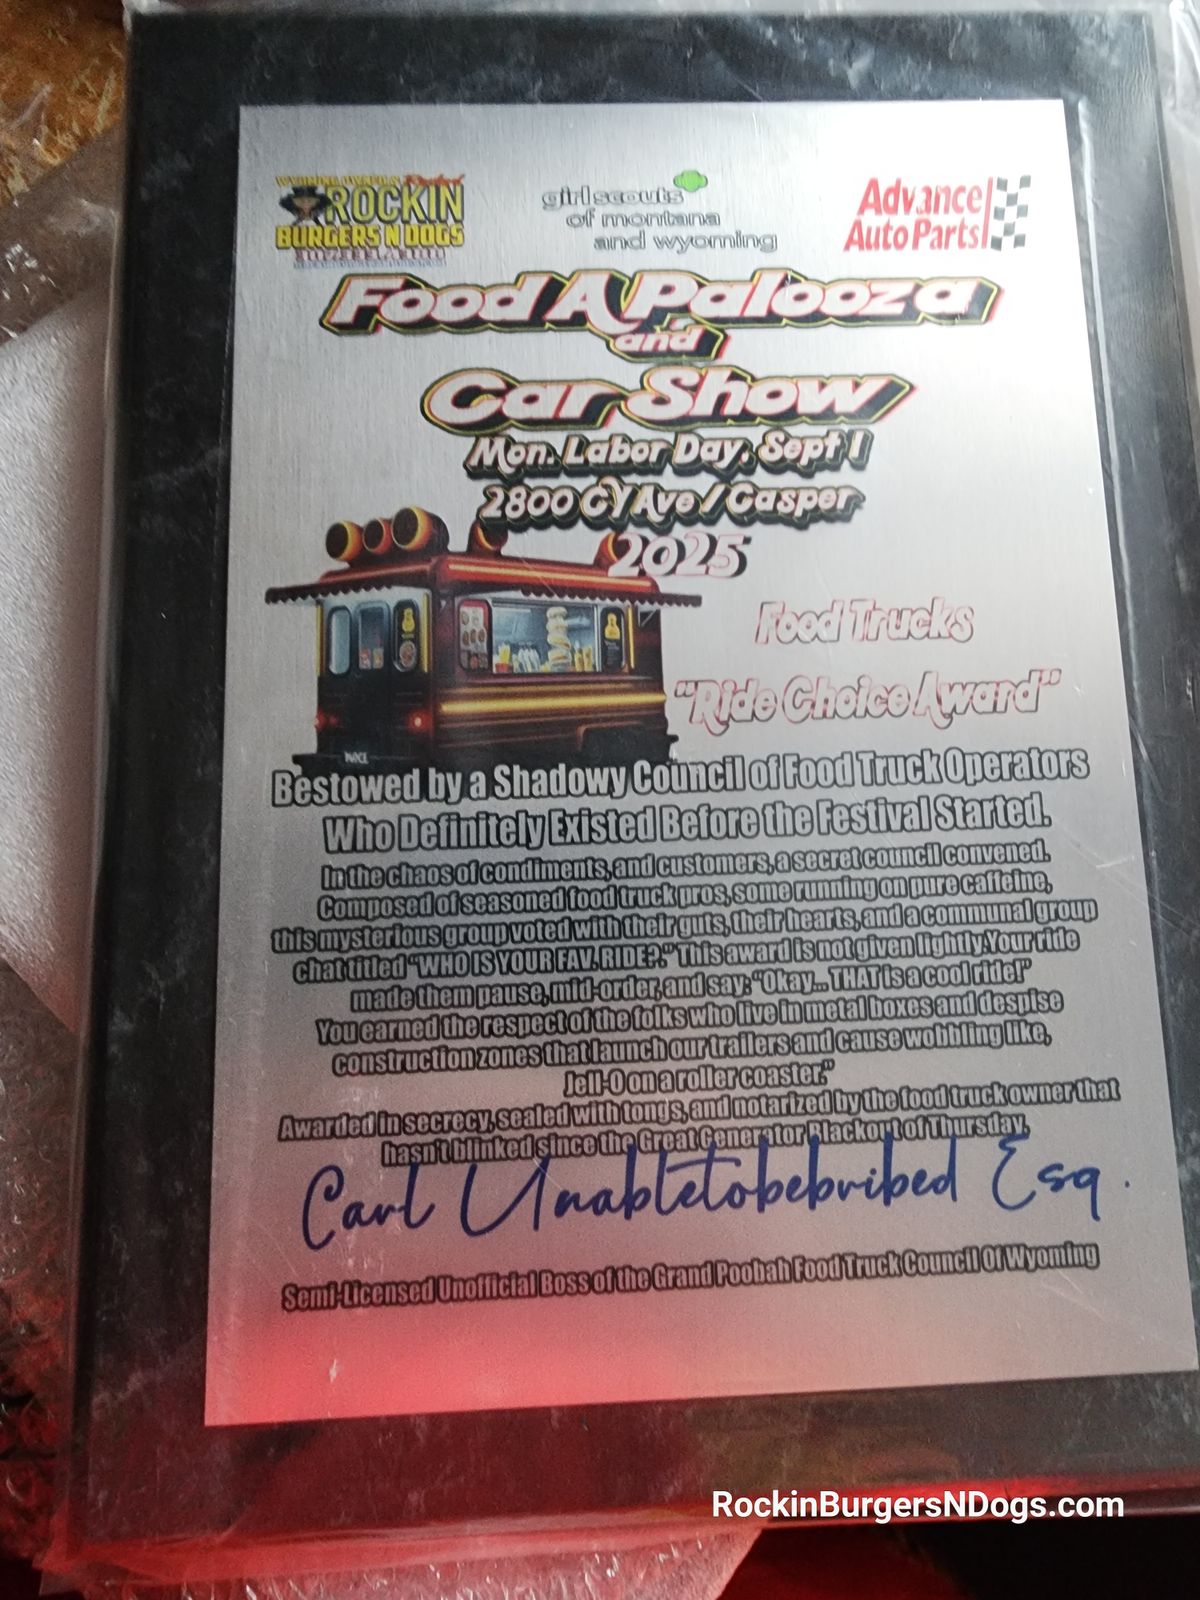 ROCKIN
BURGERS N DOGS
girl scouts
of montana
and wyoming
Advance
Auto Parts
Food A Palooza
and
Car Show
Mon. Labor Day, Sept 1
2800 CY Ave / Casper
2025
Food Trucks
"Ride Choice Award"
Bestowed by a Shadowy Council of Food Truck Operators
Who Definitely Existed Before the Festival Started.
In the chaos of condiments, and customers, a secret council convened.
Composed of seasoned food truck pros, some running on pure caffeine,
this mysterious group voted with their guts, their hearts, and a communal group
chat titled "WHO IS YOUR FAV. RIDE?." This award is not given lightly.Your ride
made them pause, mid-order, and say: "Okay... THAT is a cool ride!"
You earned the respect of the folks who live in metal boxes and despise
construction zones that launch our trailers and cause wobbling like,
Jell-O on a roller coaster."
Awarded in secrecy, sealed with tongs, and notarized by the food truck owner that
hasn't blinked since the Great Generator Blackout of Thursday.
Carl Unabletobebribed Esq.
Semi-Licensed Unofficial Boss of the Grand Poobah Food Truck Council Of Wyoming
RockinBurgersNDogs.com